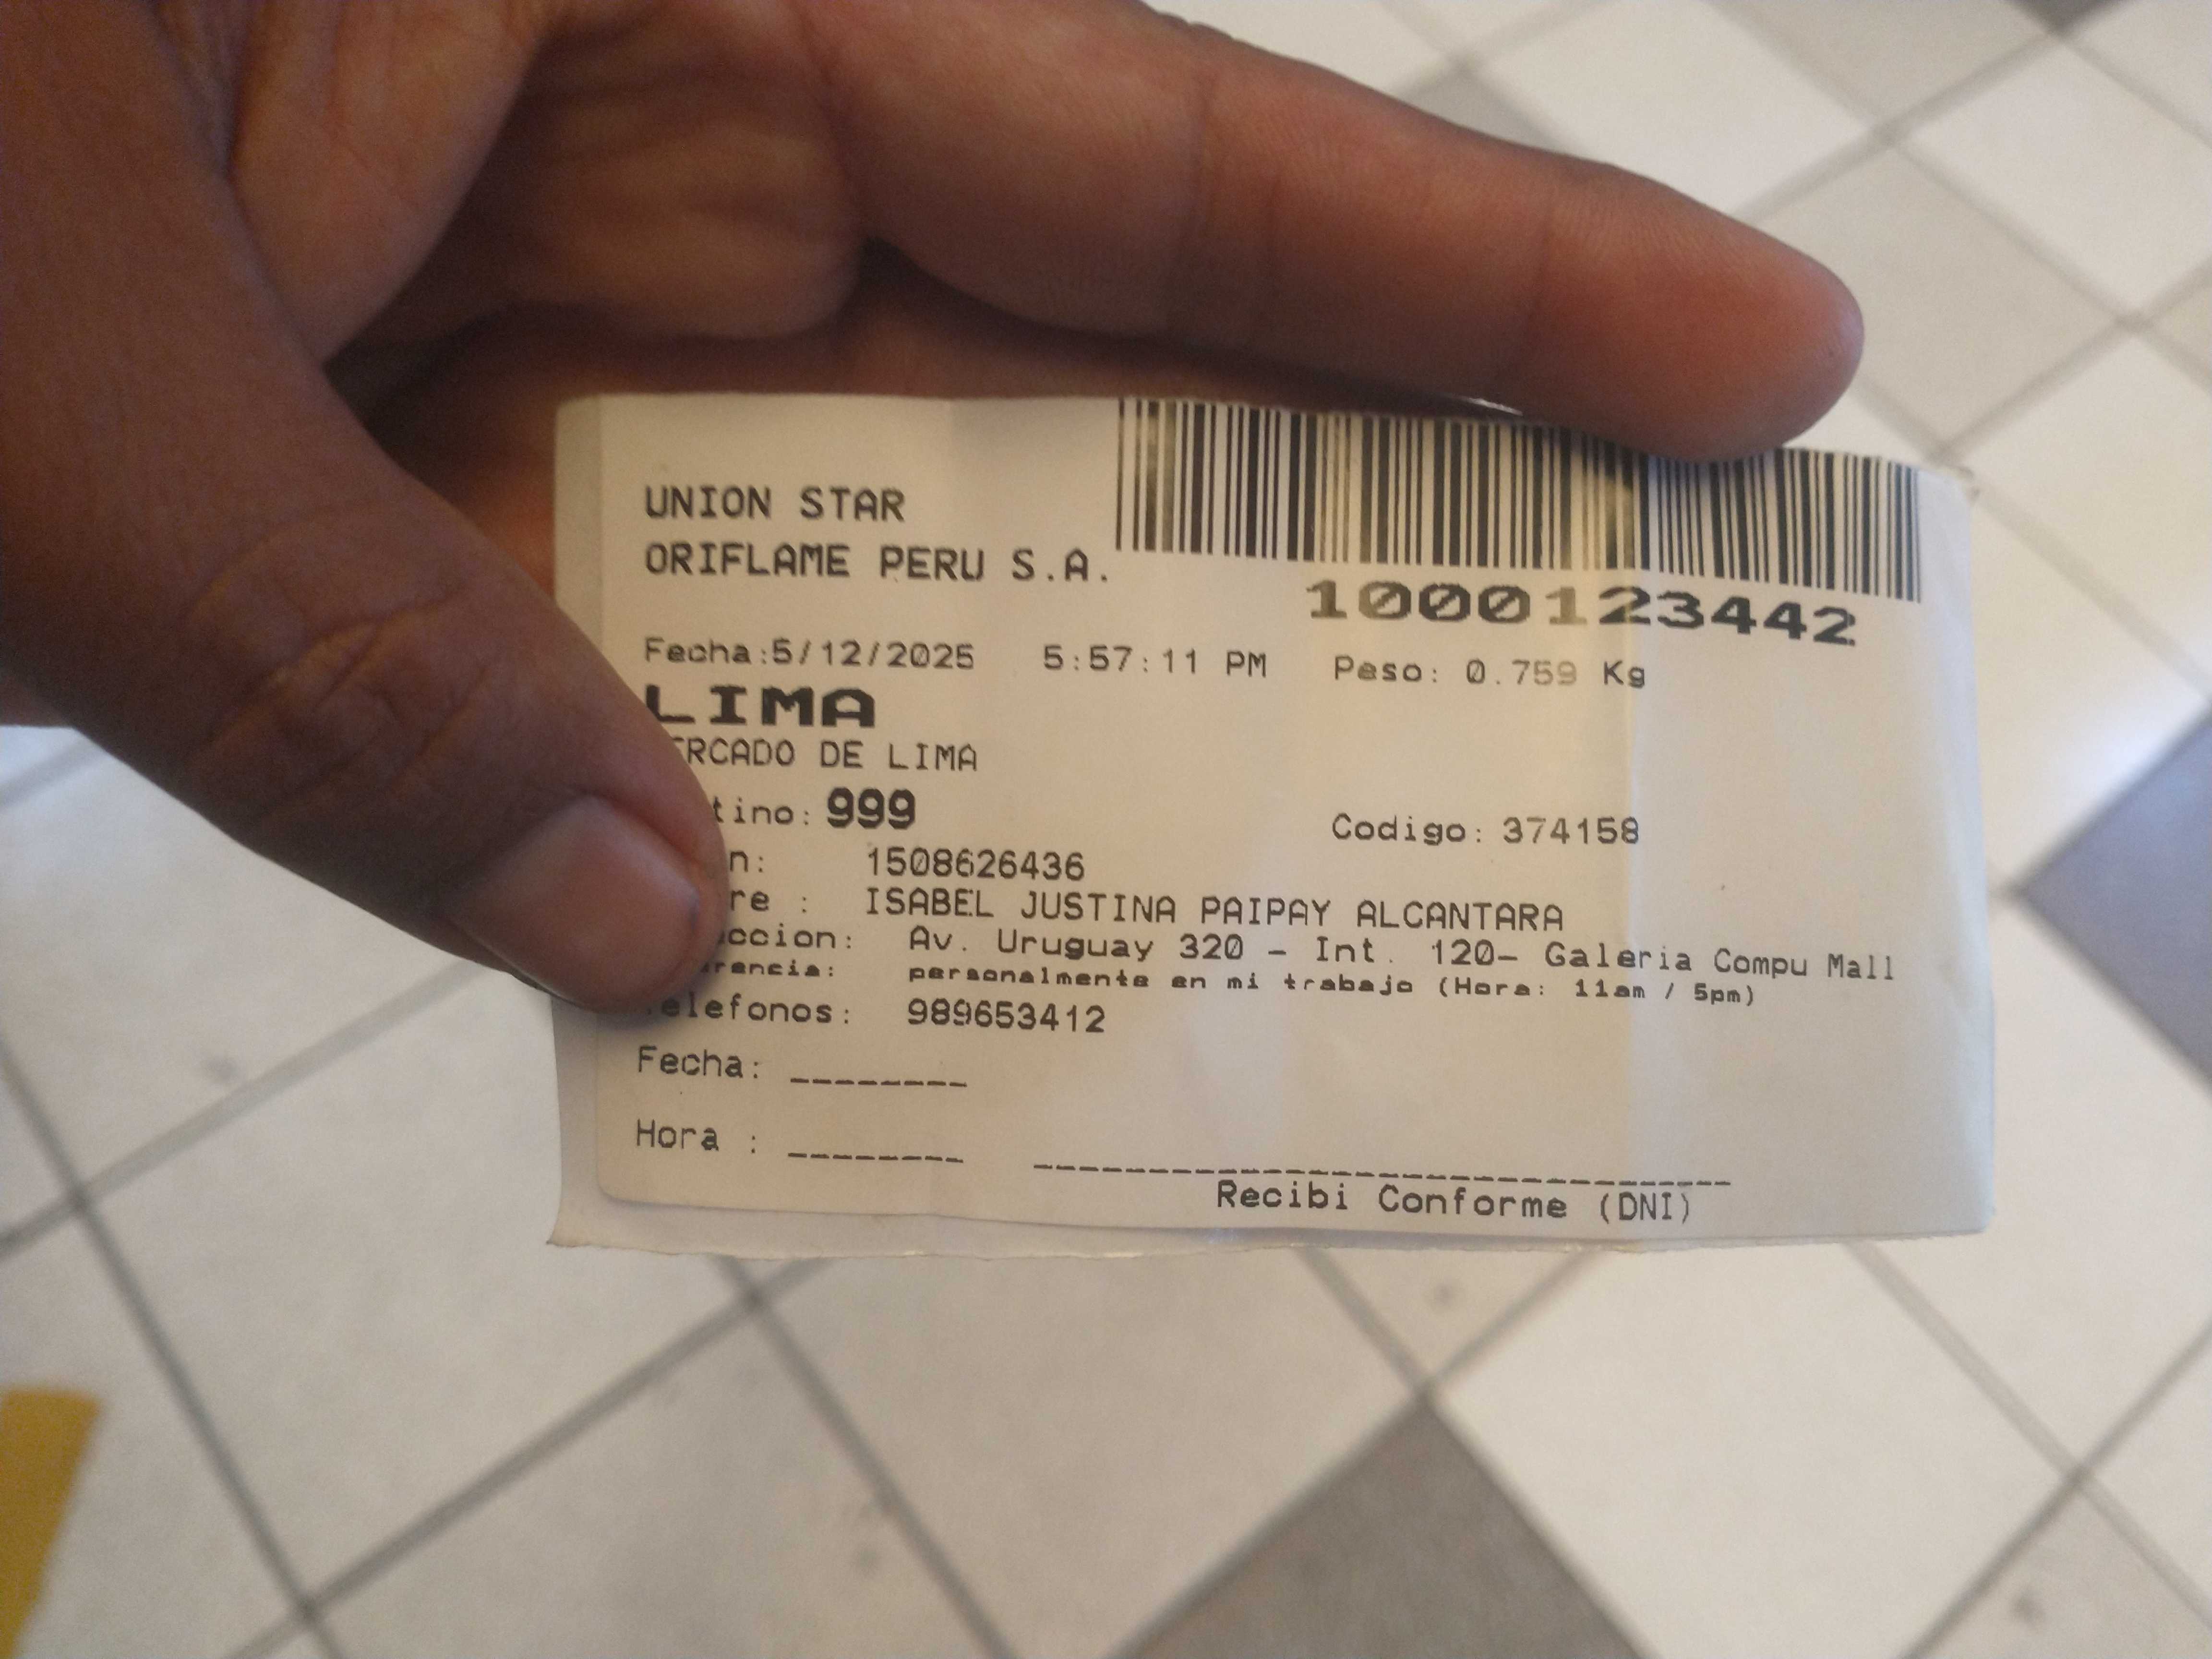 UNION STAR
ORIFLAME PERU S.A.
1000123442
Fecha:5/12/2025 5:57:11 PM Peso: 0.759 Kg
LIMA
ERCADO DE LIMA
tino: 999 Codigo: 374158
n: 1508626436
re : ISABEL JUSTINA PAIPAY ALCANTARA
ccion: Av. Uruguay 320 - Int. 120- Galeria Compu Mall
rencia: personalmente en mi trabajo (Hora: 11am / 5pm)
elefonos: 989653412
Fecha: ________
Hora : ________
Recibi Conforme (DNI)